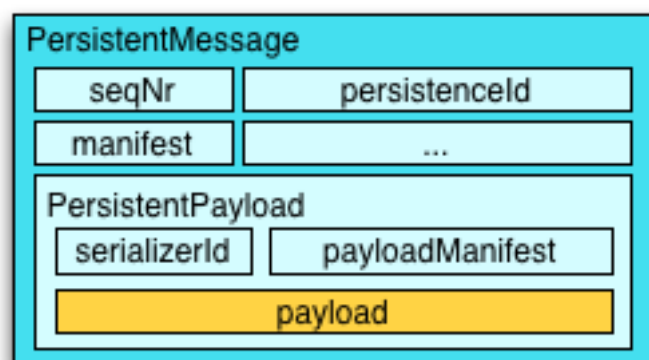 PersistentMessage
seqNr persistenceId
manifest ...
PersistentPayload
serializerId payloadManifest
payload